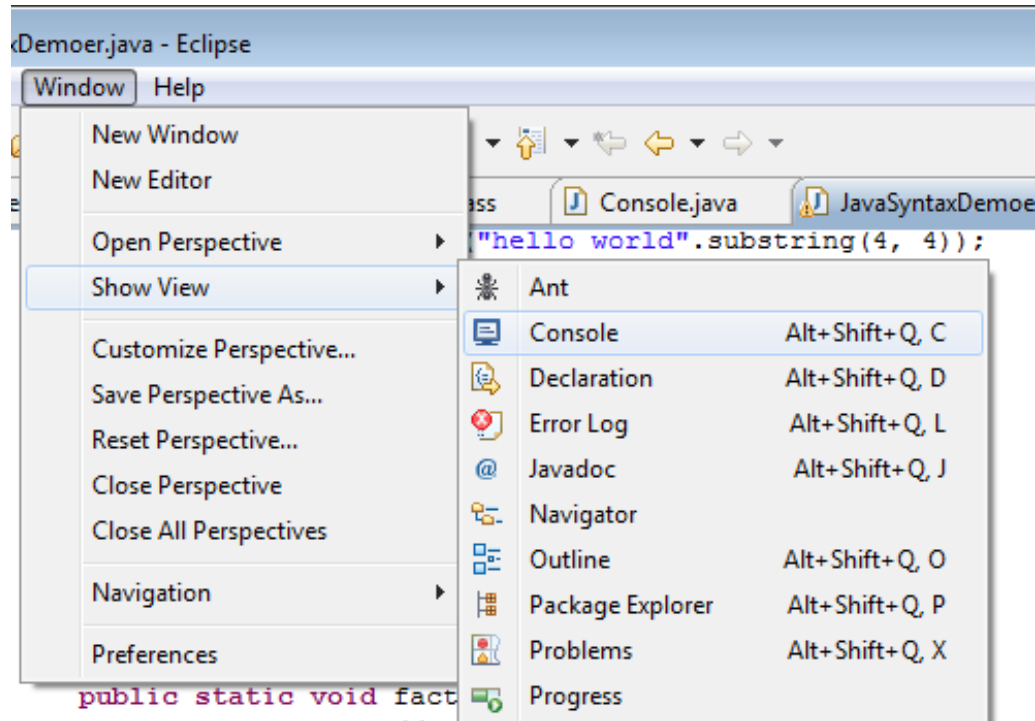 xDemoer.java - Eclipse
Window Help
New Window
New Editor
ass
Console.java
JavaSyntaxDemoe
("hello world".substring(4, 4));
Open Perspective
Show View
Customize Perspective...
Save Perspective As...
Reset Perspective...
Close Perspective
Close All Perspectives
Navigation
Preferences
Ant
Console Alt+Shift+Q, C
Declaration Alt+Shift+Q, D
Error Log Alt+Shift+Q, L
@ Javadoc Alt+Shift+Q, J
Navigator
Outline Alt+Shift+Q, O
Package Explorer Alt+Shift+Q, P
Problems Alt+Shift+Q, X
Progress
public static void fact